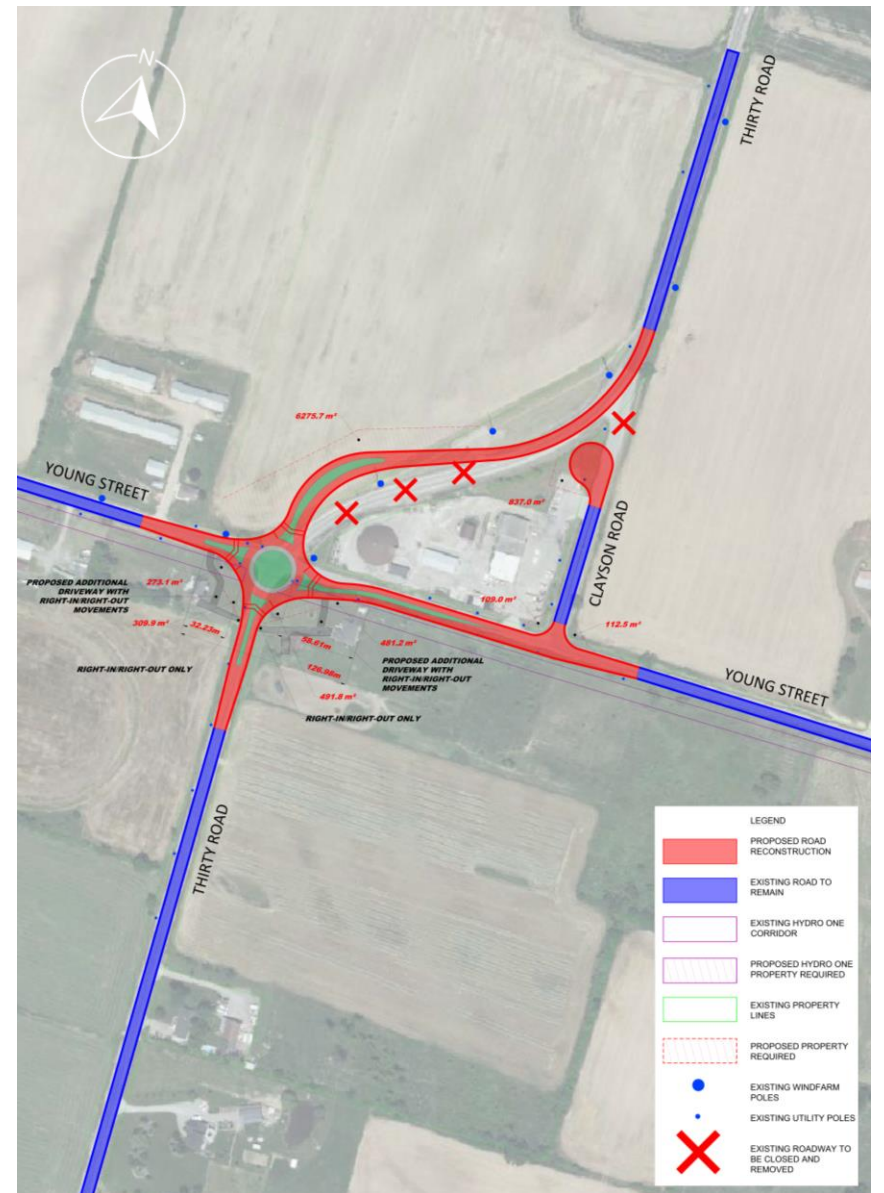 N
THIRTY ROAD
6275.7 m²
YOUNG STREET
837.0 m²
CLAYSON ROAD
PROPOSED ADDITIONAL
DRIVEWAY WITH
RIGHT-IN/RIGHT-OUT
MOVEMENTS
273.1 m²
309.9 m²
32.23m
109.0 m²
112.5 m²
RIGHT-IN/RIGHT-OUT ONLY
481.2 m²
PROPOSED ADDITIONAL
DRIVEWAY WITH
RIGHT-IN/RIGHT-OUT
MOVEMENTS
491.8 m²
RIGHT-IN/RIGHT-OUT ONLY
YOUNG STREET
THIRTY ROAD
LEGEND
PROPOSED ROAD
RECONSTRUCTION
EXISTING ROAD TO
REMAIN
EXISTING HYDRO ONE
CORRIDOR
PROPOSED HYDRO ONE
PROPERTY REQUIRED
EXISTING PROPERTY
LINES
PROPOSED PROPERTY
REQUIRED
EXISTING WINDFARM
POLES
EXISTING UTILITY POLES
EXISTING ROADWAY TO
BE CLOSED AND
REMOVED